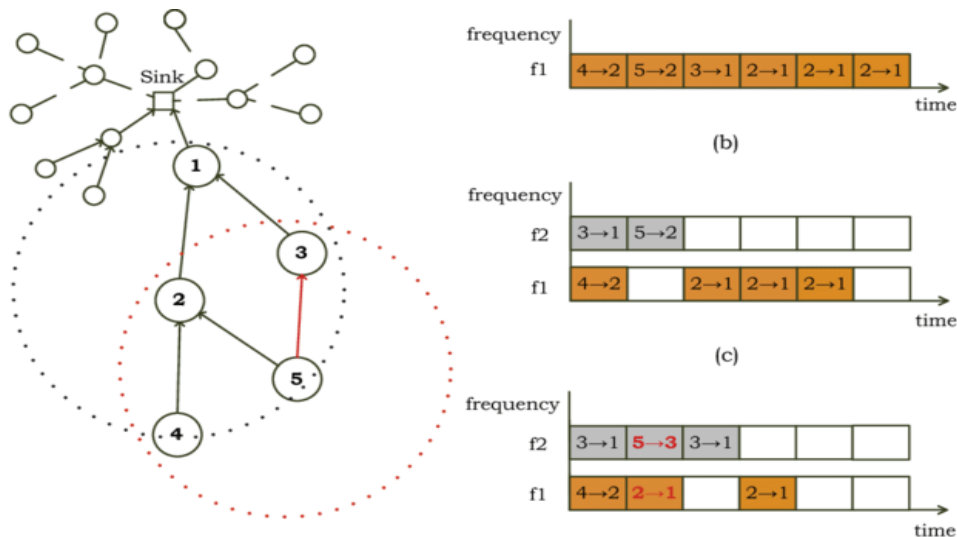 Sink
1
3
2
5
4
frequency
f1
4→2 5→2 3→1 2→1 2→1 2→1
time
(b)
frequency
f2
3→1 5→2
f1
4→2 2→1 2→1 2→1
time
(c)
frequency
f2
3→1 5→3 3→1
f1
4→2 2→1 2→1
time